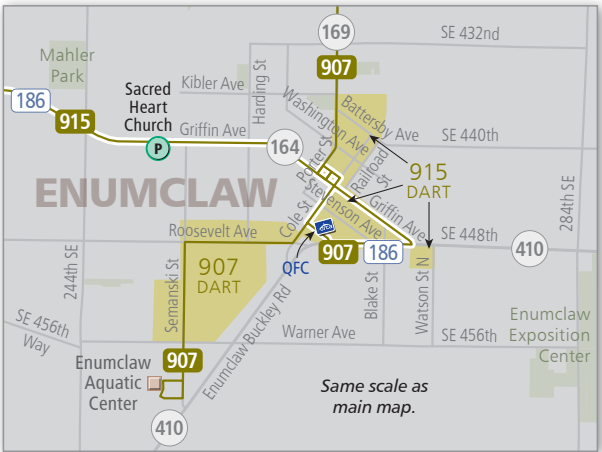 169
SE 432nd
907
Mahler
Park
Kibler Ave
Harding St
186
Sacred
Heart
Church
915
Washington Ave
Battersby Ave
P
Griffin Ave
164
SE 440th
Porter St
Railroad
St
915
DART
ENUMCLAW
Stevenson Ave
Griffin Ave
Cole St
284th SE
Roosevelt Ave
SE 448th
410
907
186
QFC
244th SE
Semanski St
907
DART
Blake St
Watson St N
Enumclaw Buckley Rd
SE 456th
Way
Warner Ave
SE 456th
Enumclaw
Exposition
Center
Enumclaw
Aquatic
Center
907
Same scale as
main map.
410